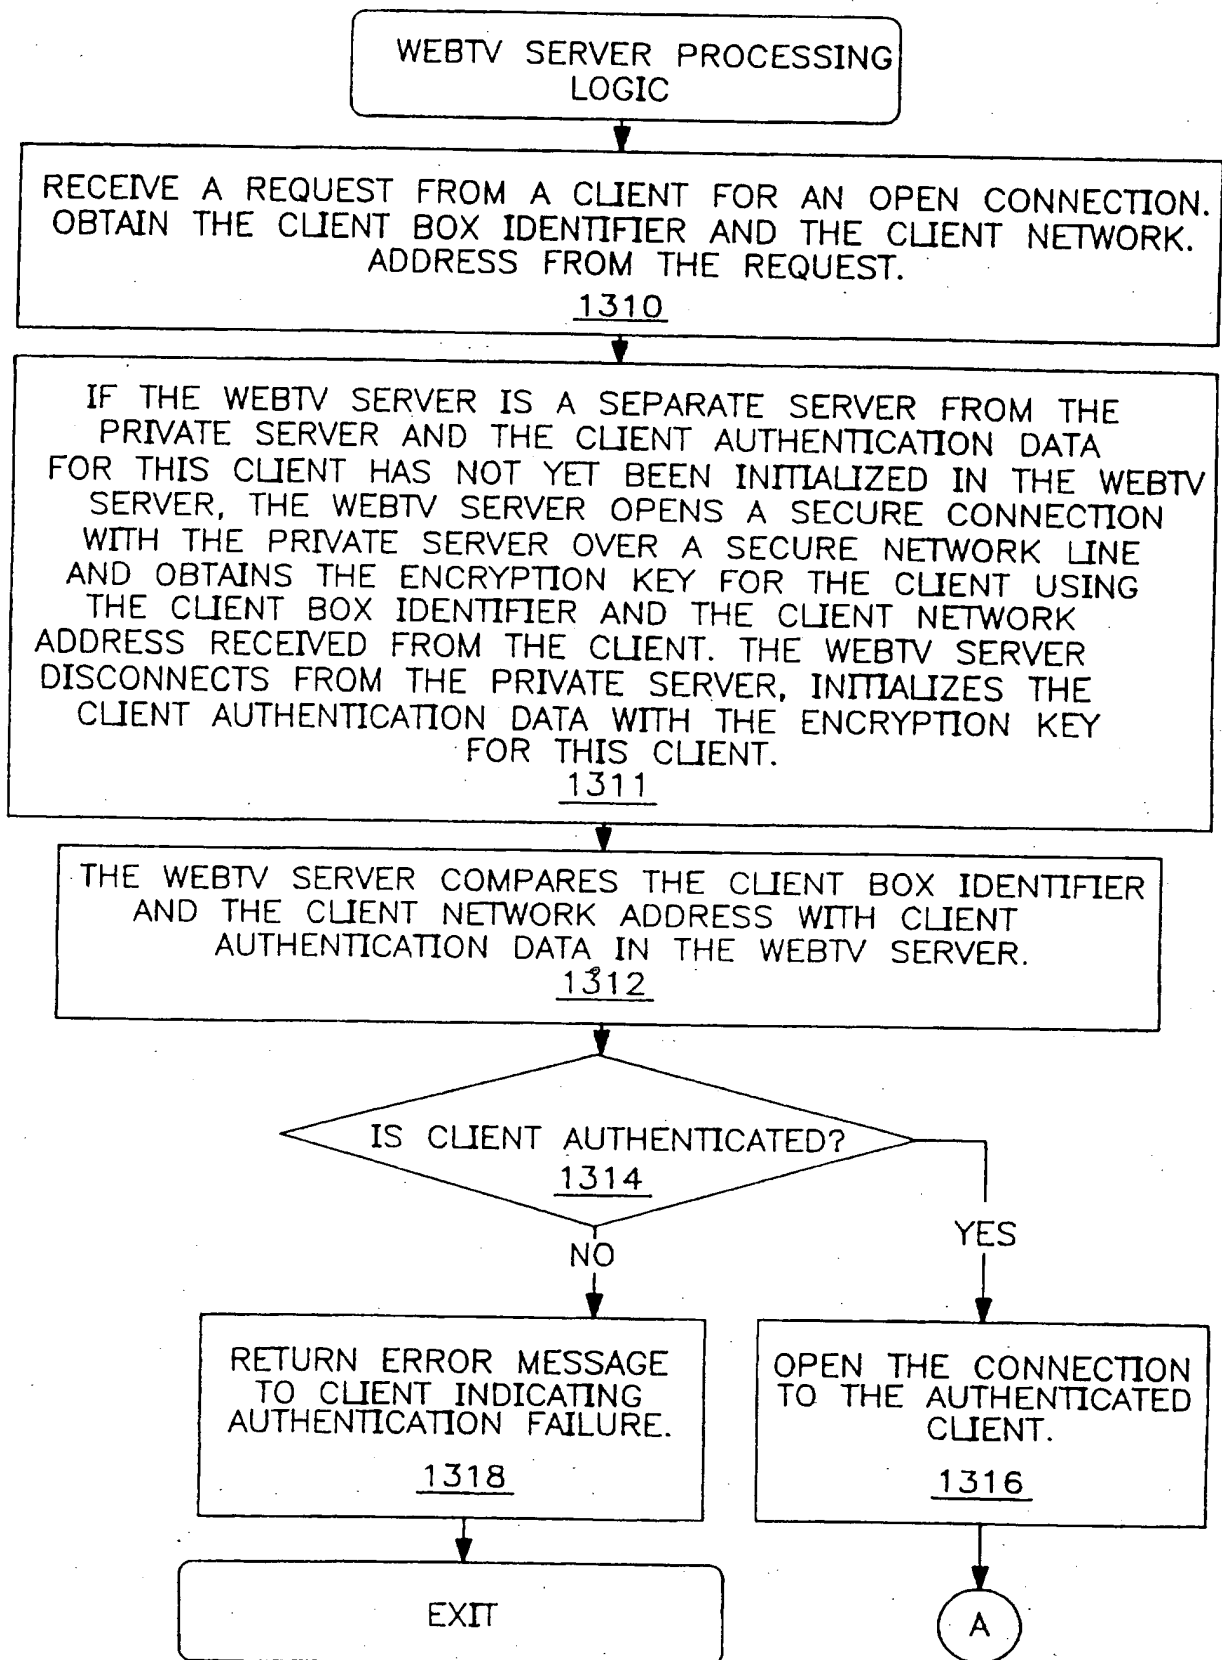 WEBTV SERVER PROCESSING
LOGIC
RECEIVE A REQUEST FROM A CLIENT FOR AN OPEN CONNECTION.
OBTAIN THE CLIENT BOX IDENTIFIER AND THE CLIENT NETWORK.
ADDRESS FROM THE REQUEST.
1310
IF THE WEBTV SERVER IS A SEPARATE SERVER FROM THE
PRIVATE SERVER AND THE CLIENT AUTHENTICATION DATA
FOR THIS CLIENT HAS NOT YET BEEN INITIALIZED IN THE WEBTV
SERVER, THE WEBTV SERVER OPENS A SECURE CONNECTION
WITH THE PRIVATE SERVER OVER A SECURE NETWORK LINE
AND OBTAINS THE ENCRYPTION KEY FOR THE CLIENT USING
THE CLIENT BOX IDENTIFIER AND THE CLIENT NETWORK
ADDRESS RECEIVED FROM THE CLIENT. THE WEBTV SERVER
DISCONNECTS FROM THE PRIVATE SERVER, INITIALIZES THE
CLIENT AUTHENTICATION DATA WITH THE ENCRYPTION KEY
FOR THIS CLIENT.
1311
THE WEBTV SERVER COMPARES THE CLIENT BOX IDENTIFIER
AND THE CLIENT NETWORK ADDRESS WITH CLIENT
AUTHENTICATION DATA IN THE WEBTV SERVER.
1312
IS CLIENT AUTHENTICATED?
1314
NO
YES
RETURN ERROR MESSAGE
TO CLIENT INDICATING
AUTHENTICATION FAILURE.
1318
OPEN THE CONNECTION
TO THE AUTHENTICATED
CLIENT.
1316
EXIT
A